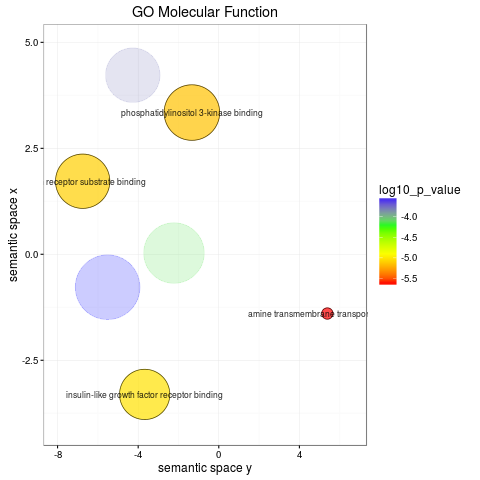 GO Molecular Function
5.0
phosphatidylinositol 3-kinase binding
2.5
receptor substrate binding
0.0
amine transmembrane transpor
-2.5
insulin-like growth factor receptor binding
-8
-4
0
4
semantic space y
semantic space x
log10_p_value
-4.0
-4.5
-5.0
-5.5